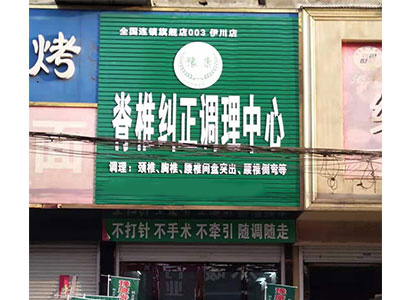 全国连锁旗舰店003 伊川店
脊椎纠正调理中心
调理：颈椎、胸椎、腰椎间盘突出、腰椎侧弯等
不打针 不手术 不牵引 随调随走
烤
面